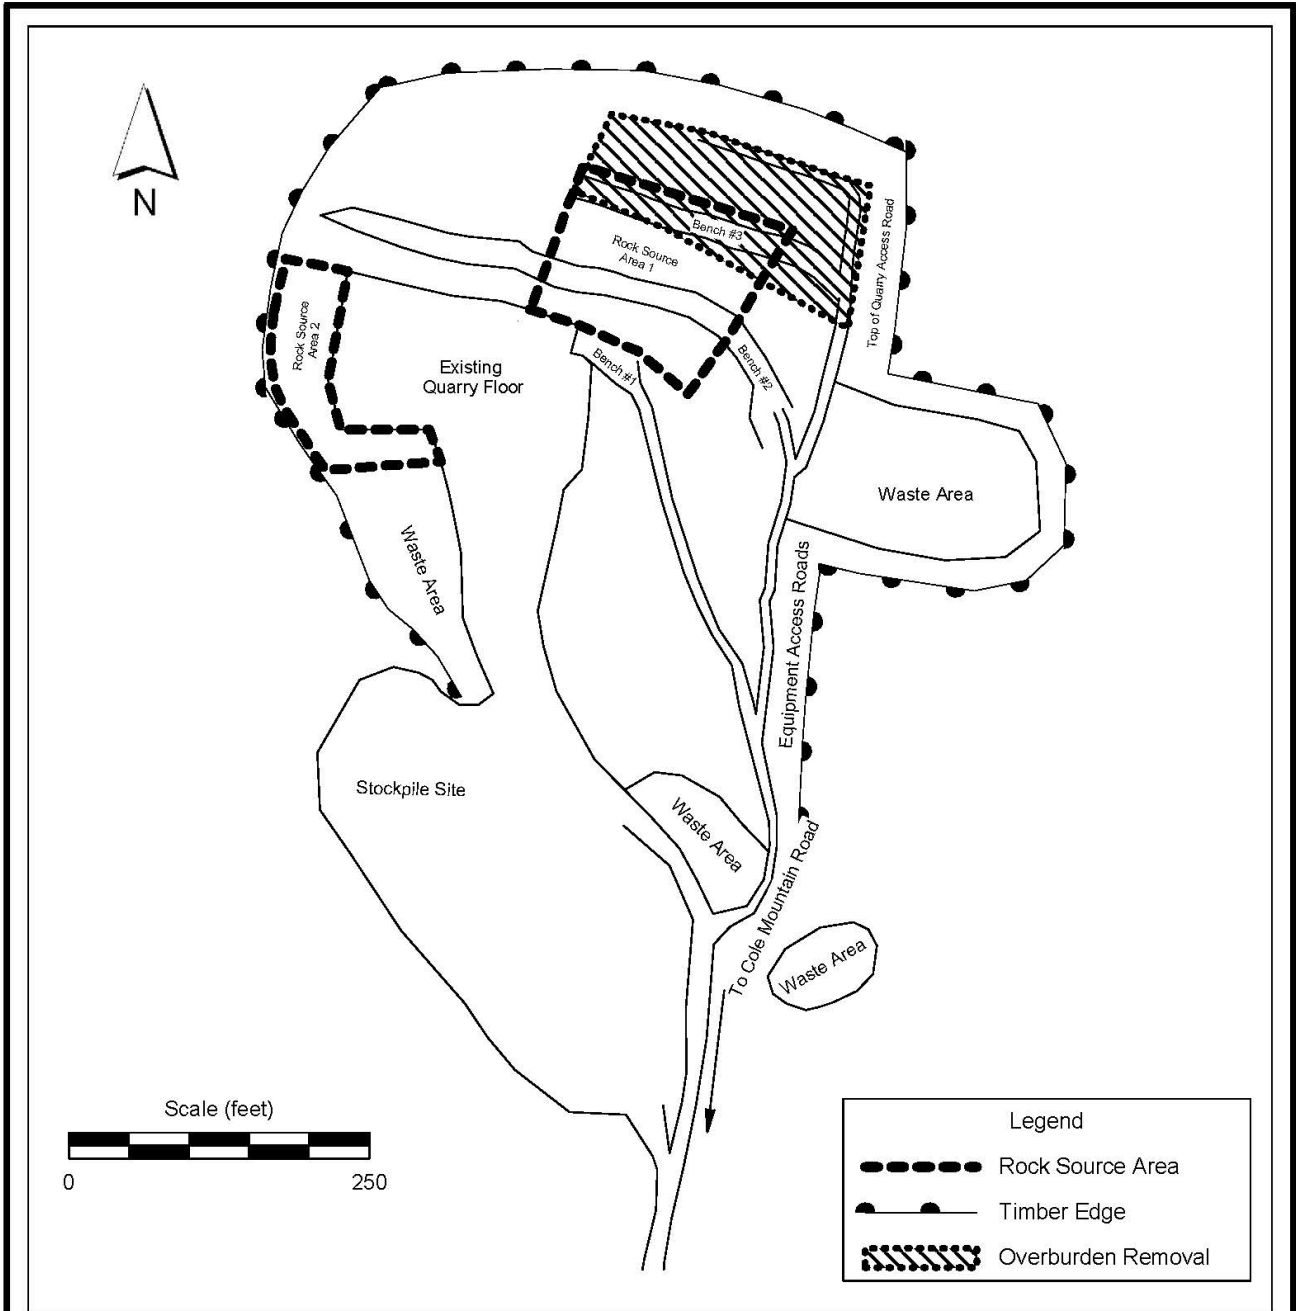 N
Bench #3
Rock Source
Area 1
Top of Quarry Access Road
Rock Source
Area 2
Existing
Quarry Floor
Bench #1
Bench #2
Waste Area
Waste Area
Equipment Access Roads
Stockpile Site
Waste Area
To Cole Mountain Road
Waste Area
Scale (feet)
0
250
Legend
Rock Source Area
Timber Edge
Overburden Removal